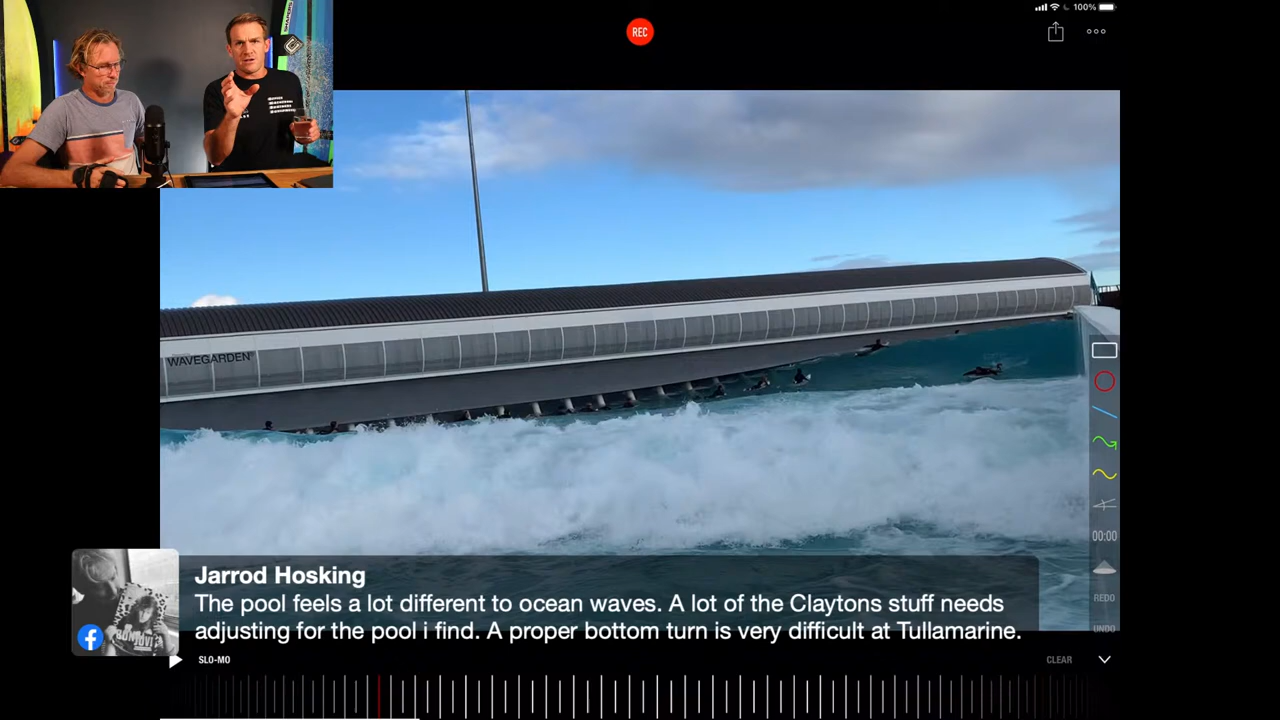 100%
REC
WAVEGARDEN
00:00
REDO
UNDO
Jarrod Hosking
The pool feels a lot different to ocean waves. A lot of the Claytons stuff needs
adjusting for the pool i find. A proper bottom turn is very difficult at Tullamarine.
SLO-MO
CLEAR